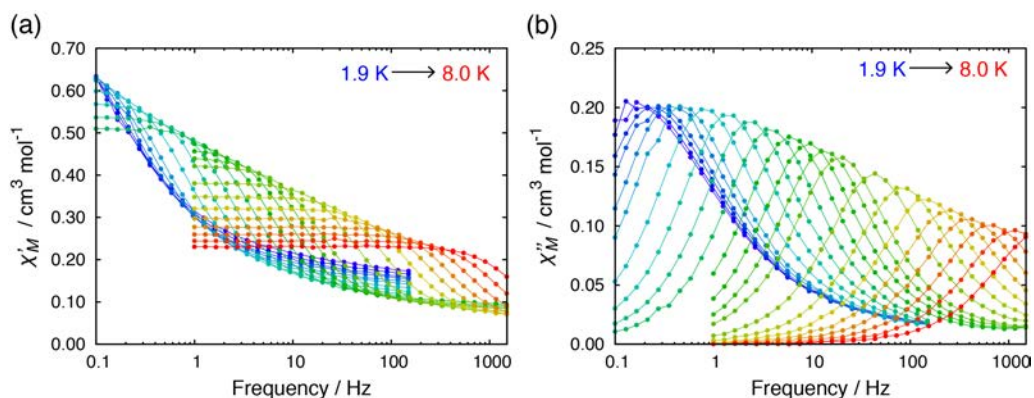 (a)
0.70
0.60
0.50
0.40
0.30
0.20
0.10
0.00
χ′M / cm³ mol⁻¹
1.9 K → 8.0 K
0.1 1 10 100 1000
Frequency / Hz
(b)
0.25
0.20
0.15
0.10
0.05
0.00
χ″M / cm³ mol⁻¹
1.9 K → 8.0 K
0.1 1 10 100 1000
Frequency / Hz